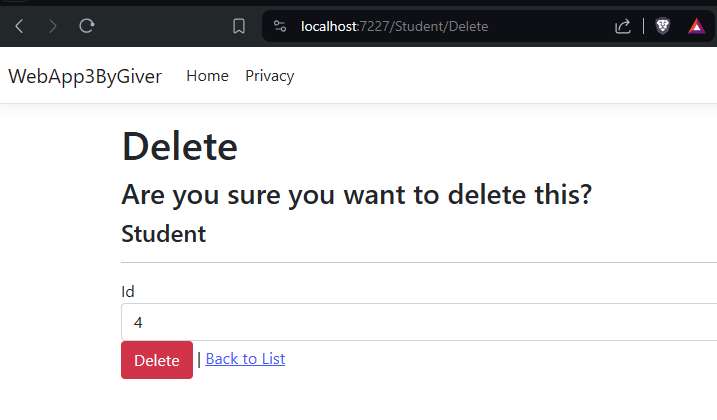 localhost:7227/Student/Delete
WebApp3ByGiver Home Privacy
Delete
Are you sure you want to delete this?
Student
Id
4
Delete | Back to List